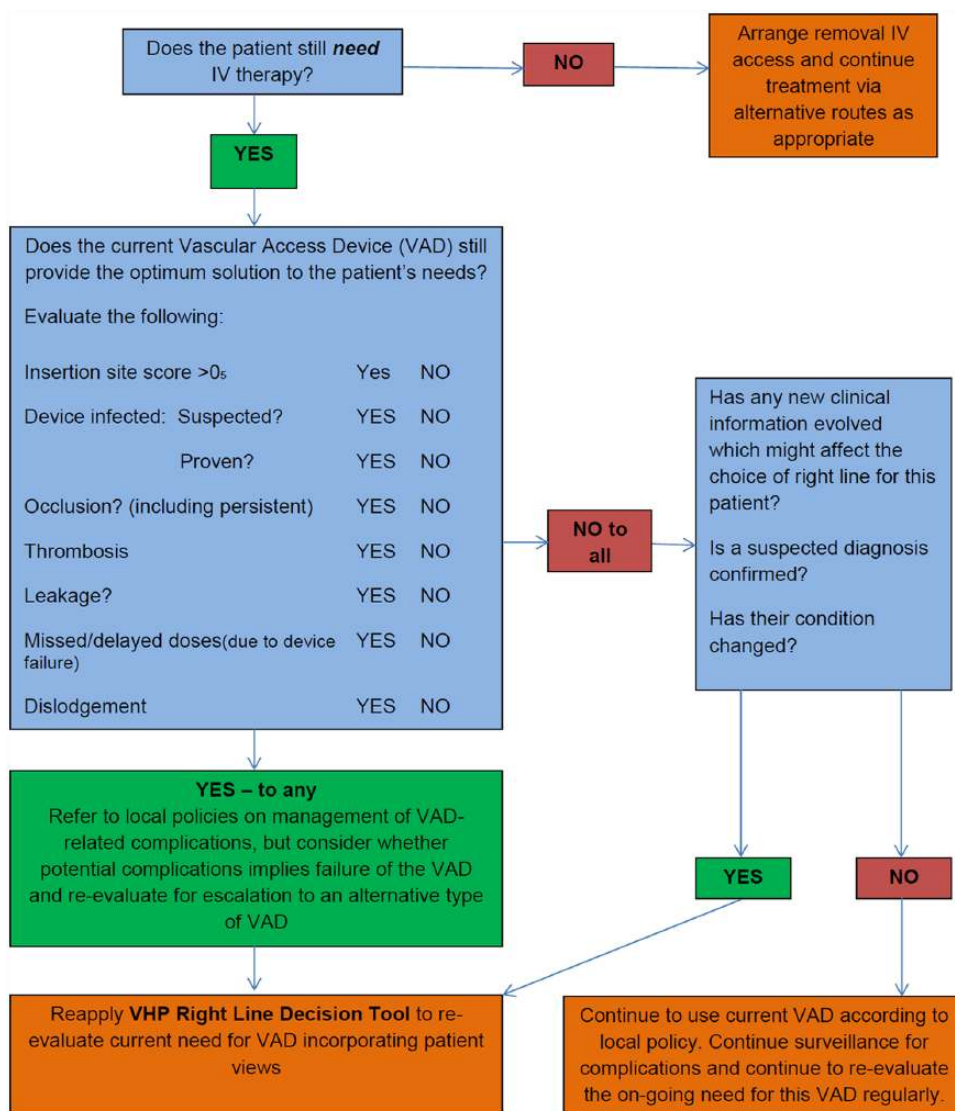 Does the patient still need
IV therapy?
NO
Arrange removal IV
access and continue
treatment via
alternative routes as
appropriate
YES
Does the current Vascular Access Device (VAD) still
provide the optimum solution to the patient's needs?
Evaluate the following:
Insertion site score >0₅ Yes NO
Device infected: Suspected? YES NO
Proven? YES NO
Occlusion? (including persistent) YES NO
Thrombosis YES NO
Leakage? YES NO
Missed/delayed doses(due to device YES NO
failure)
Dislodgement YES NO
NO to
all
Has any new clinical
information evolved
which might affect the
choice of right line for this
patient?
Is a suspected diagnosis
confirmed?
Has their condition
changed?
YES – to any
Refer to local policies on management of VAD-
related complications, but consider whether
potential complications implies failure of the VAD
and re-evaluate for escalation to an alternative type
of VAD
YES
NO
Reapply VHP Right Line Decision Tool to re-
evaluate current need for VAD incorporating patient
views
Continue to use current VAD according to
local policy. Continue surveillance for
complications and continue to re-evaluate
the on-going need for this VAD regularly.